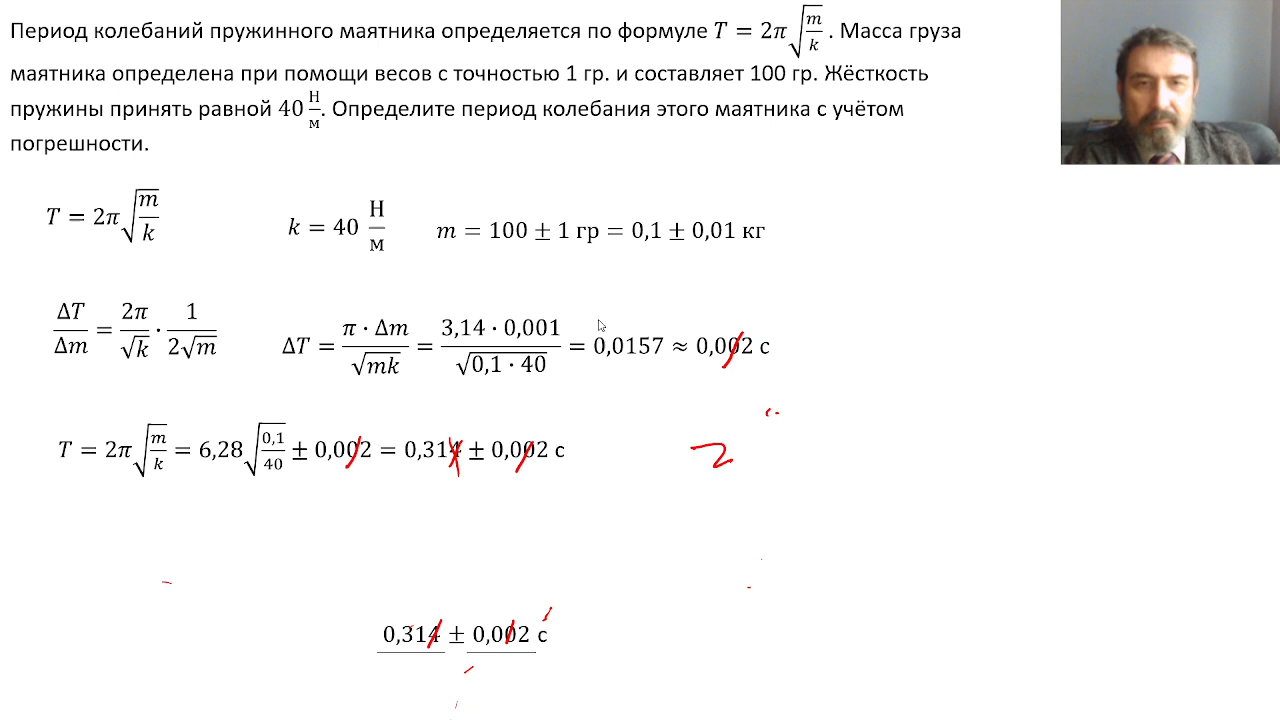 Период колебаний пружинного маятника определяется по формуле T = 2π√(m/k) . Масса груза
маятника определена при помощи весов с точностью 1 гр. и составляет 100 гр. Жёсткость
пружины принять равной 40 Н/м. Определите период колебания этого маятника с учётом
погрешности.
T = 2π√(m/k) k = 40 Н/м m = 100 ± 1 гр = 0,1 ± 0,01 кг
ΔT/Δm = 2π/√k · 1/(2√m) ΔT = (π · Δm)/√(mk) = (3,14 · 0,001)/√(0,1 · 40) = 0,0157 ≈ 0,002 с
T = 2π√(m/k) = 6,28√(0,1/40) ± 0,002 = 0,314 ± 0,002 с
2
0,314 ± 0,002 с